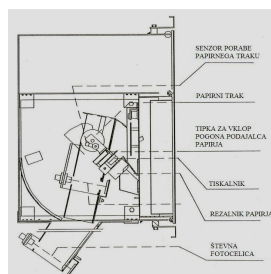 SENZOR PORABE
PAPIRNEGA TRAKU
PAPIRNI TRAK
TIPKA ZA VKLOP
POGONA PODAJALCA
PAPIRJA
TISKALNIK
REZALNIK PAPIRJA
ŠTEVNA
FOTOCELICA